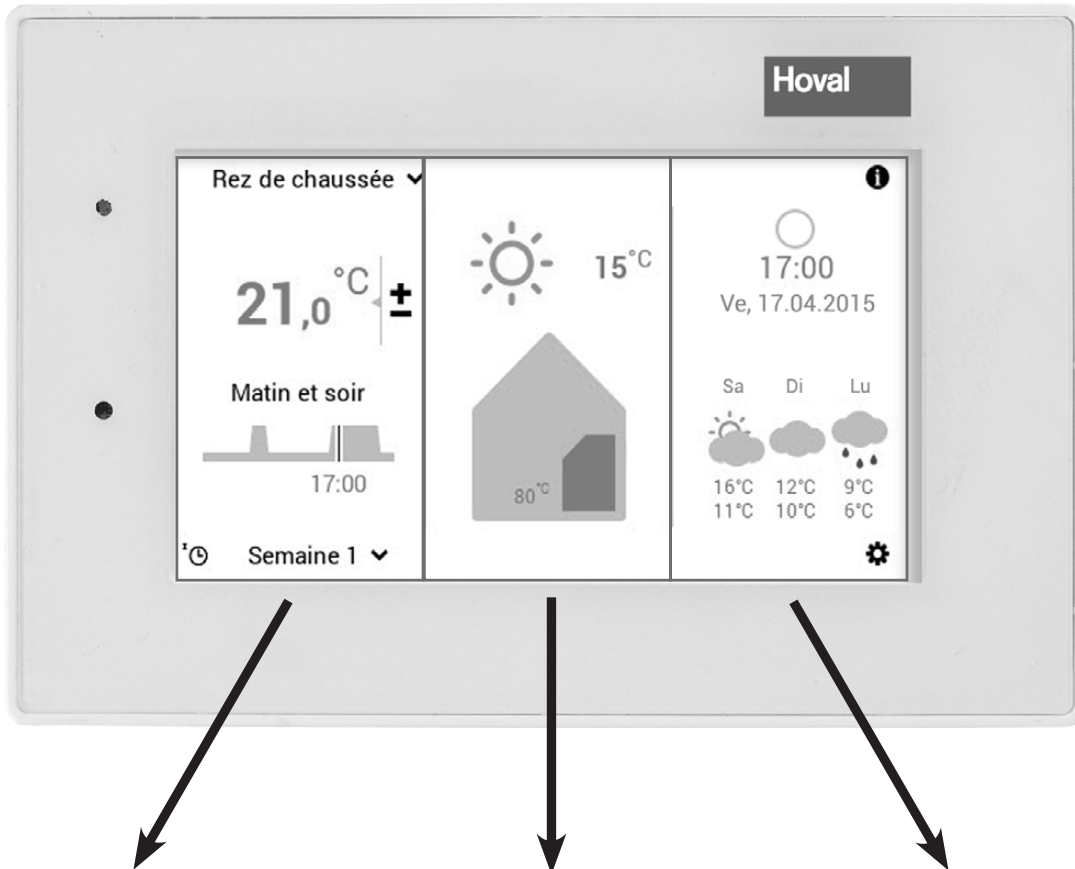 Hoval
Rez de chaussée
21,0 °C
±
Matin et soir
17:00
Semaine 1
15°C
80°C
17:00
Ve, 17.04.2015
Sa Di Lu
16°C 12°C 9°C
11°C 10°C 6°C